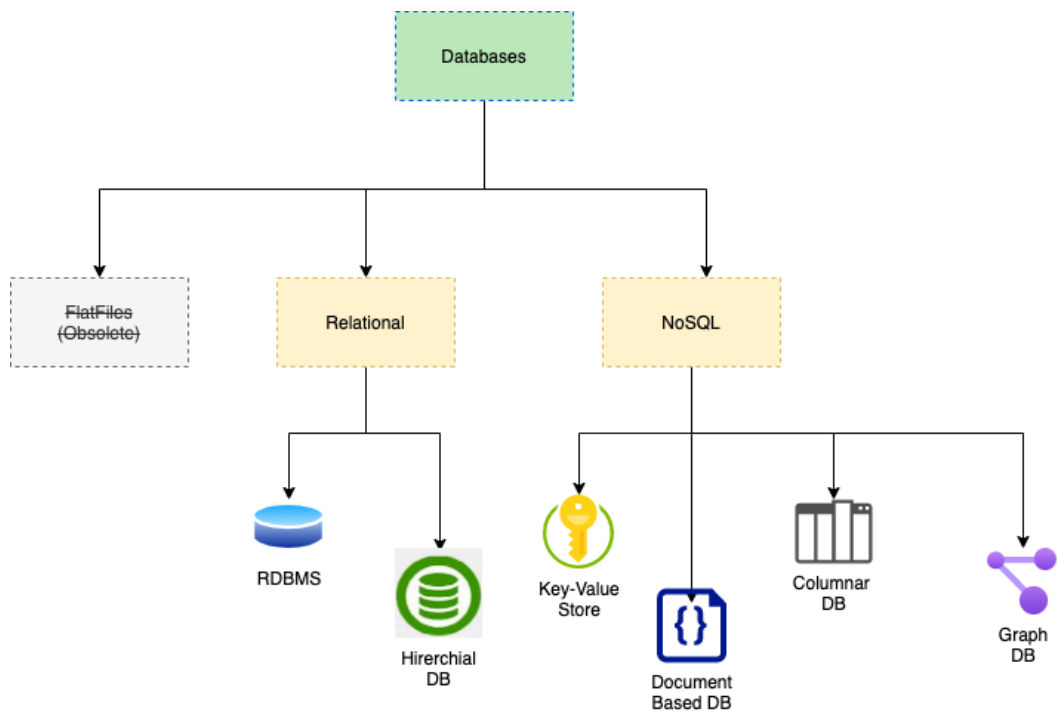 Databases
FlatFiles
(Obsolete)
Relational
NoSQL
RDBMS
Hirerchial
DB
Key-Value
Store
Document
Based DB
Columnar
DB
Graph
DB